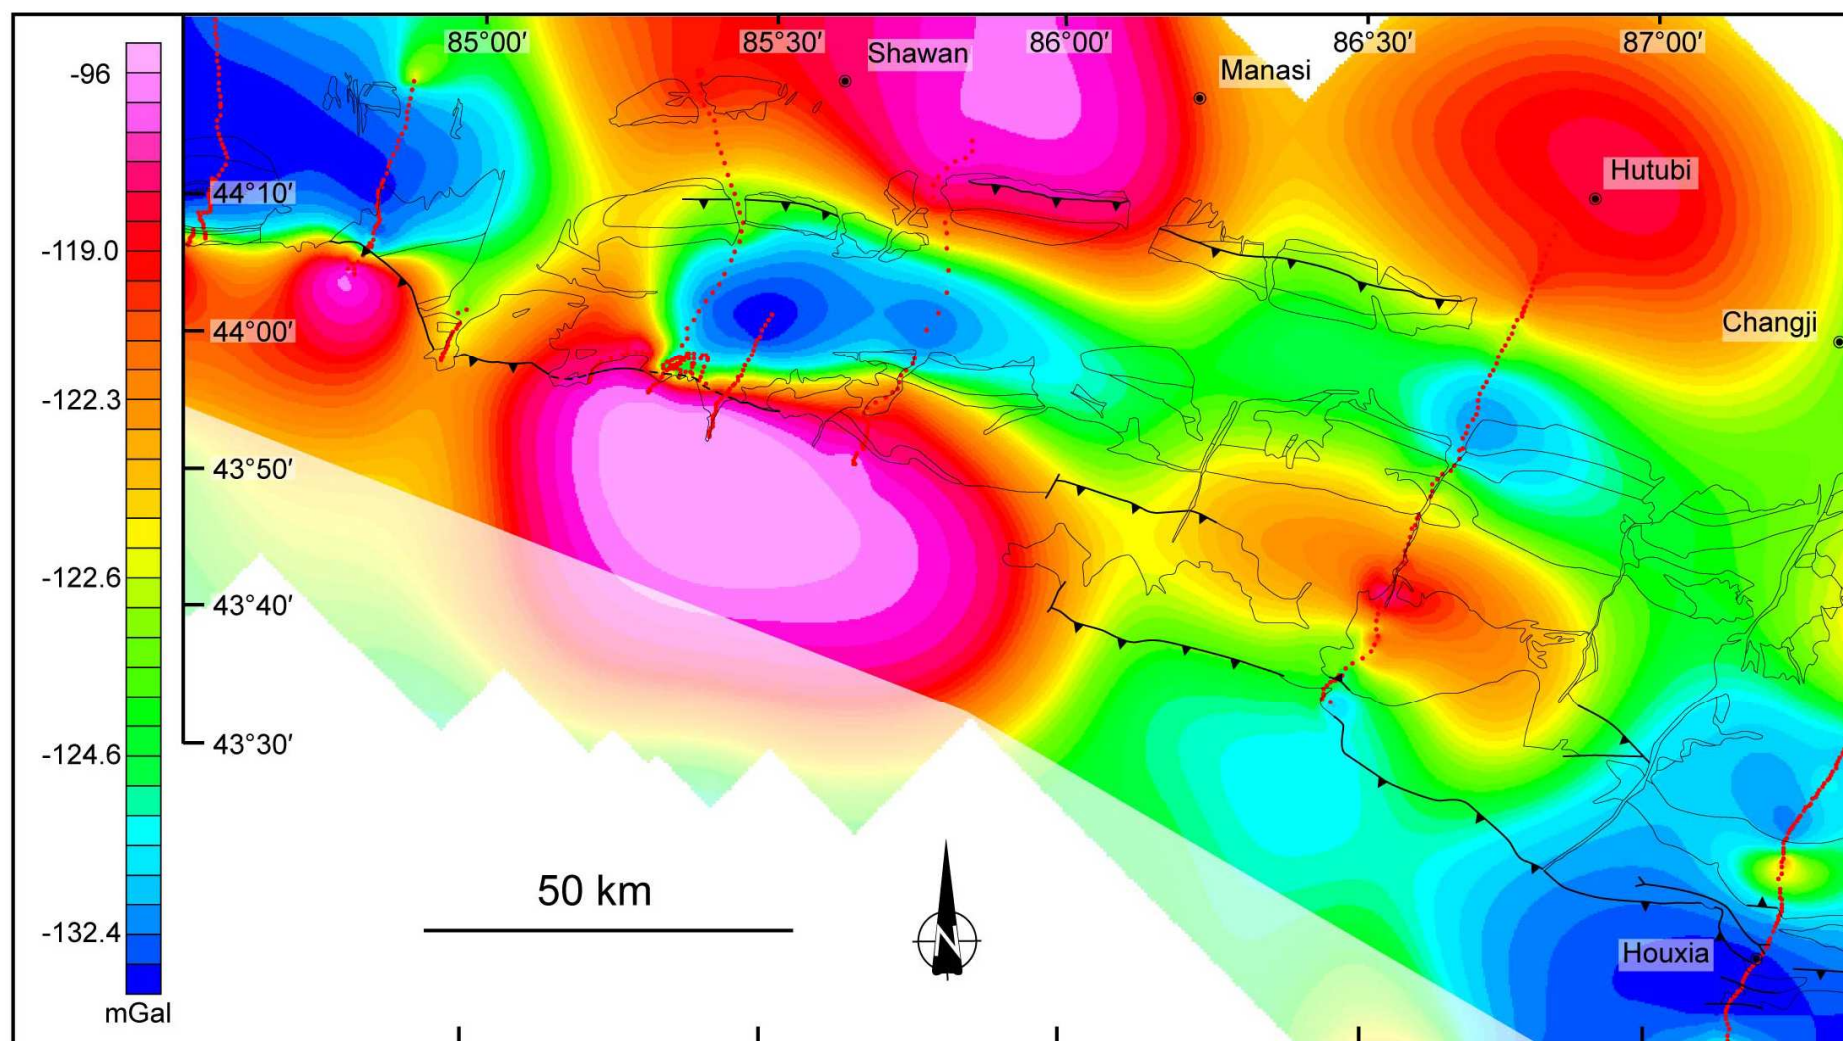 85°00′ 85°30′ 86°00′ 86°30′ 87°00′
Shawan
Manasi
Hutubi
Changji
Houxia
-96
-119.0
-122.3
-122.6
-124.6
-132.4
mGal
44°10′
44°00′
43°50′
43°40′
43°30′
50 km
N